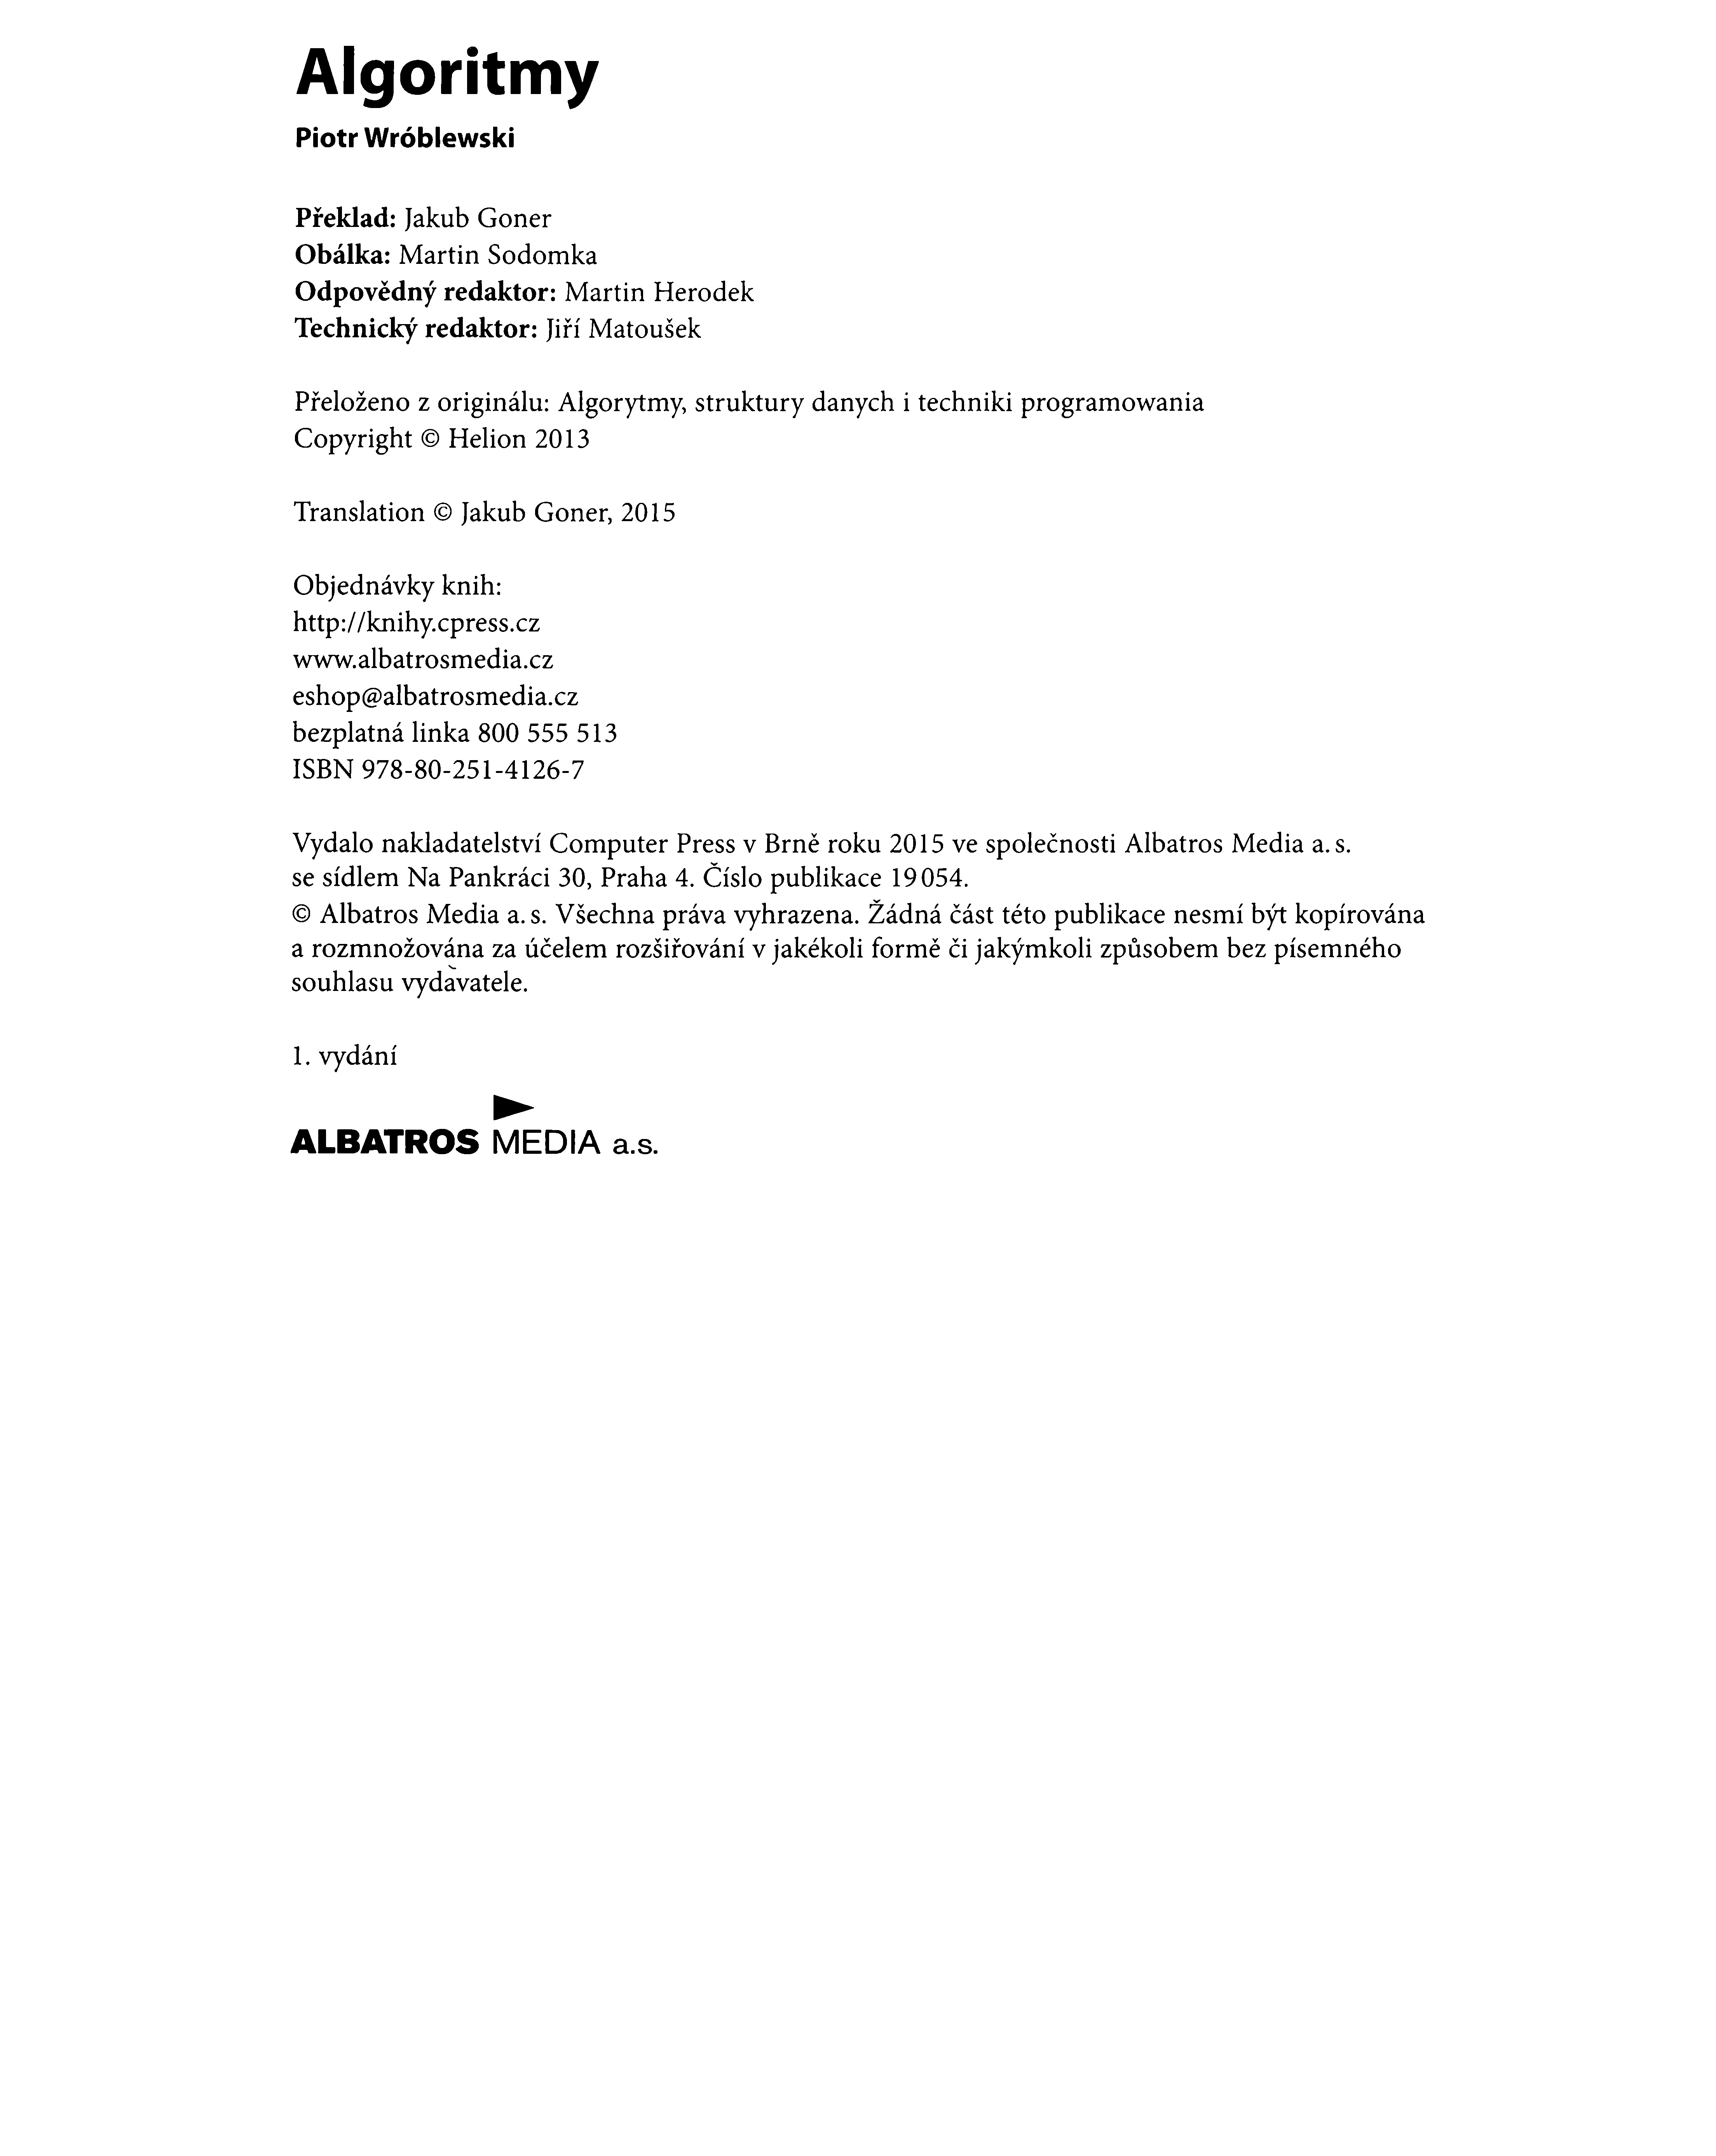 Algoritmy
Piotr Wróblewski
Překlad: Jakub Goner
Obálka: Martin Sodomka
Odpovědný redaktor: Martin Herodek
Technický redaktor: Jiří Matoušek
Přeloženo z originálu: Algorytmy, struktury danych i techniki programowania
Copyright © Helion 2013
Translation © Jakub Goner, 2015
Objednávky knih:
http://knihy.cpress.cz
www.albatrosmedia.cz
eshop@albatrosmedia.cz
bezplatná linka 800 555 513
ISBN 978-80-251-4126-7
Vydalo nakladatelství Computer Press v Brně roku 2015 ve společnosti Albatros Media a. s.
se sídlem Na Pankráci 30, Praha 4. Číslo publikace 19 054.
© Albatros Media a. s. Všechna práva vyhrazena. Žádná část této publikace nesmí být kopírována
a rozmnožována za účelem rozšiřování v jakékoli formě či jakýmkoli způsobem bez písemného
souhlasu vydavatele.
1. vydání
ALBATROS MEDIA a.s.